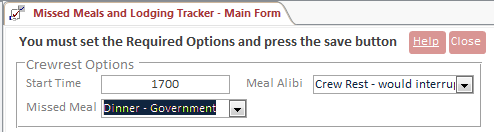 Missed Meals and Lodging Tracker - Main Form
You must set the Required Options and press the save button Help Close
Crewrest Options
Start Time 1700 Meal Alibi Crew Rest - would interru
Missed Meal Dinner - Government